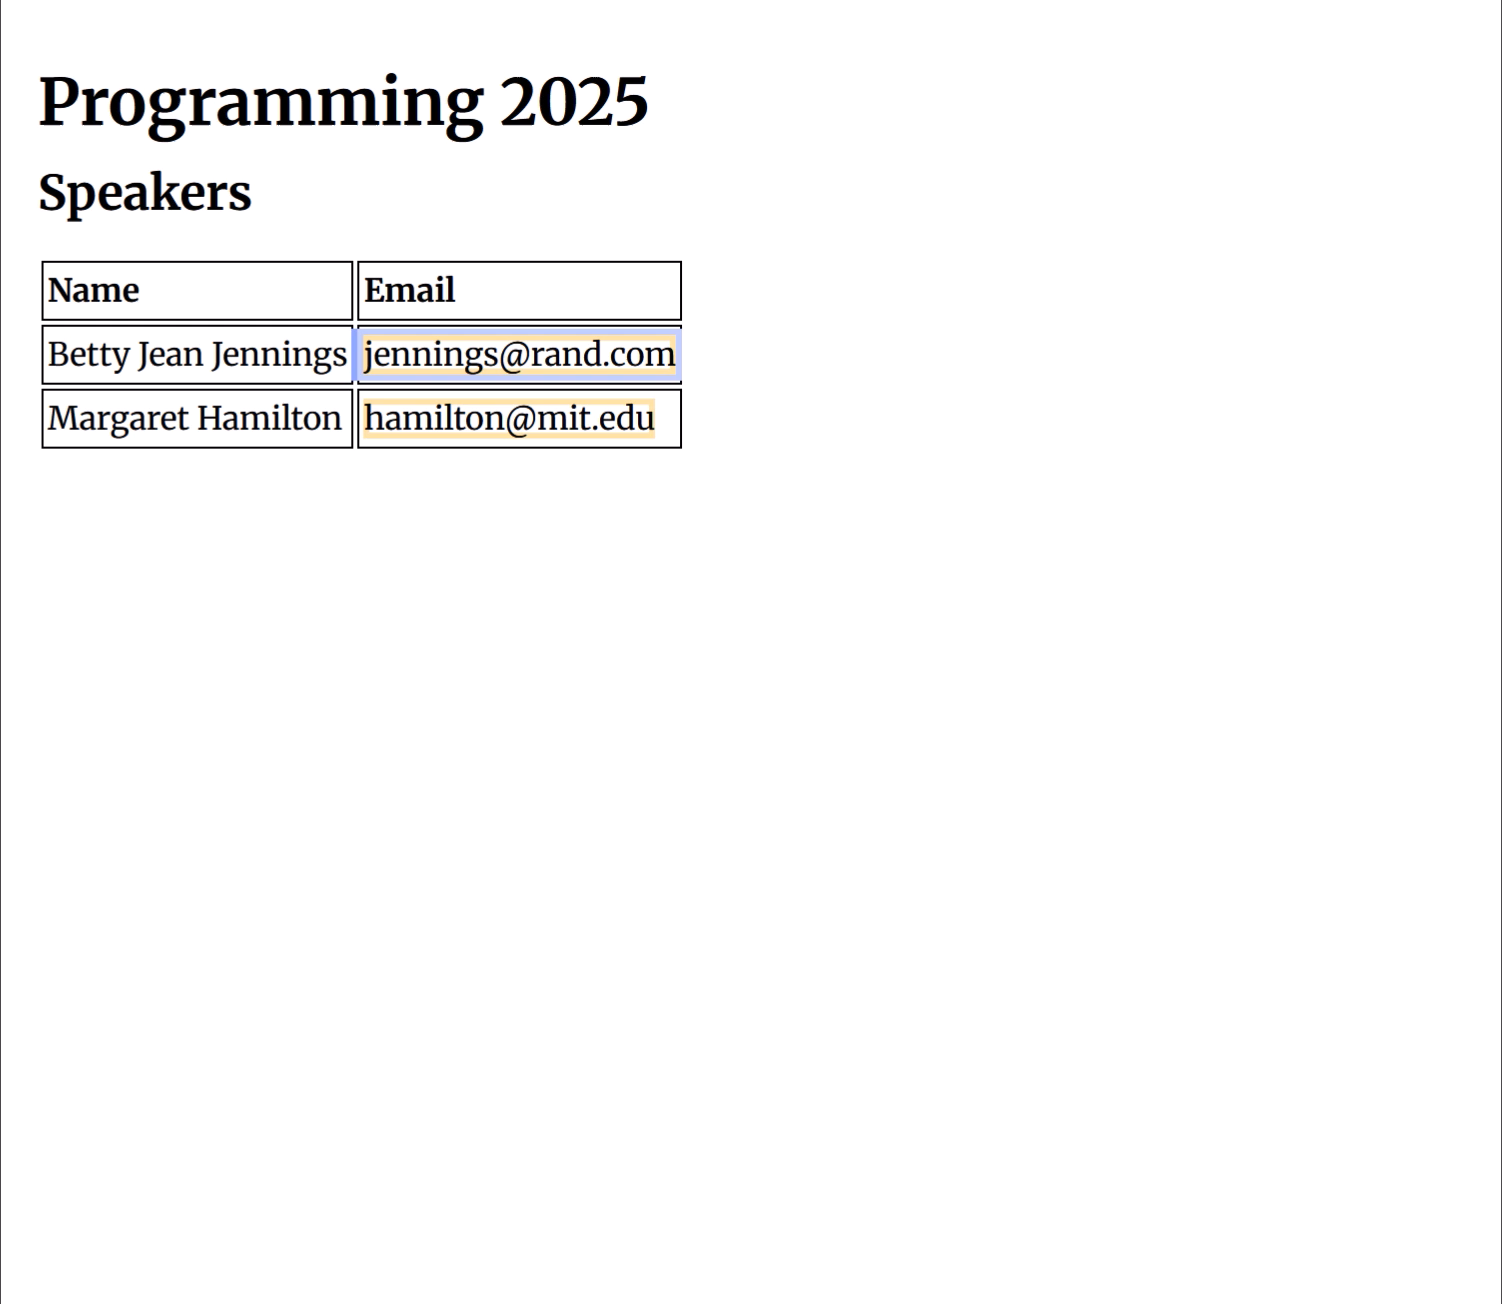 Programming 2025
Speakers
Name Email
Betty Jean Jennings jennings@rand.com
Margaret Hamilton hamilton@mit.edu